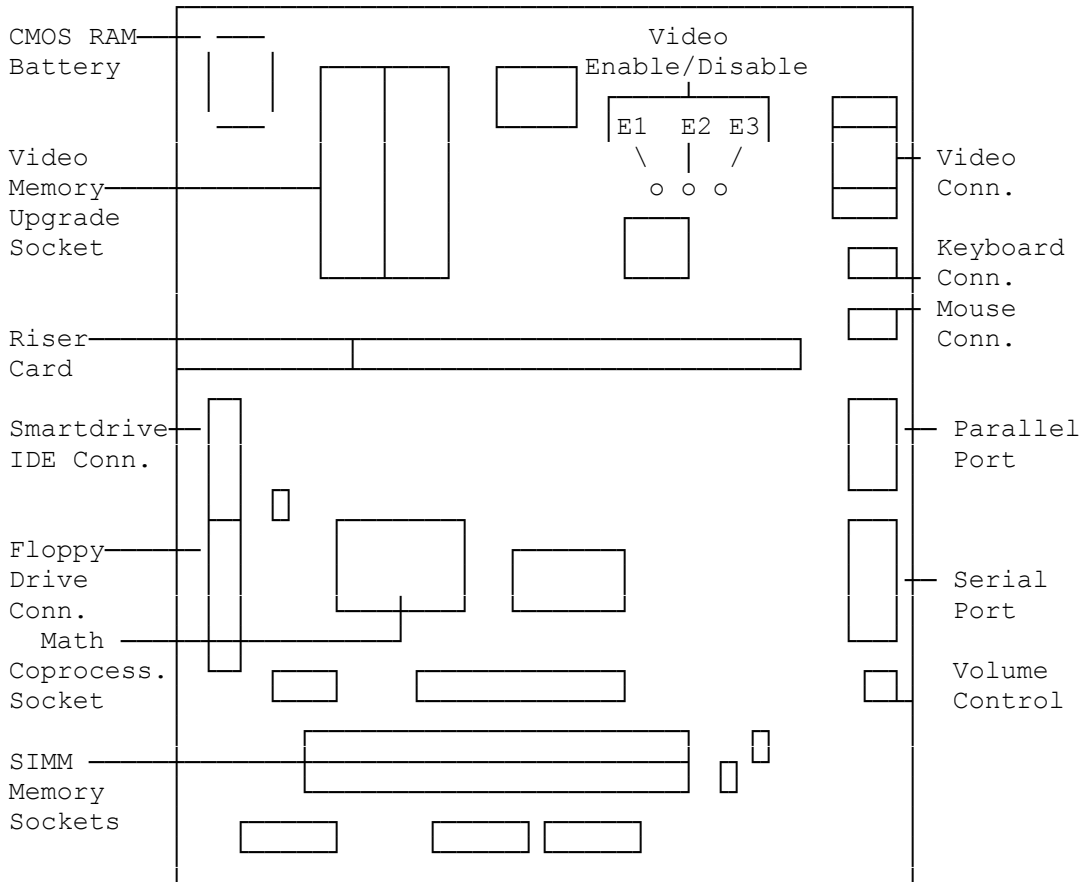 CMOS RAM
Battery
Video
Enable/Disable
E1 E2 E3
Video
Memory
Upgrade
Socket
Video
Conn.
Keyboard
Conn.
Mouse
Conn.
Riser
Card
Smartdrive
IDE Conn.
Parallel
Port
Floppy
Drive
Conn.
Serial
Port
Math
Coprocess.
Socket
Volume
Control
SIMM
Memory
Sockets